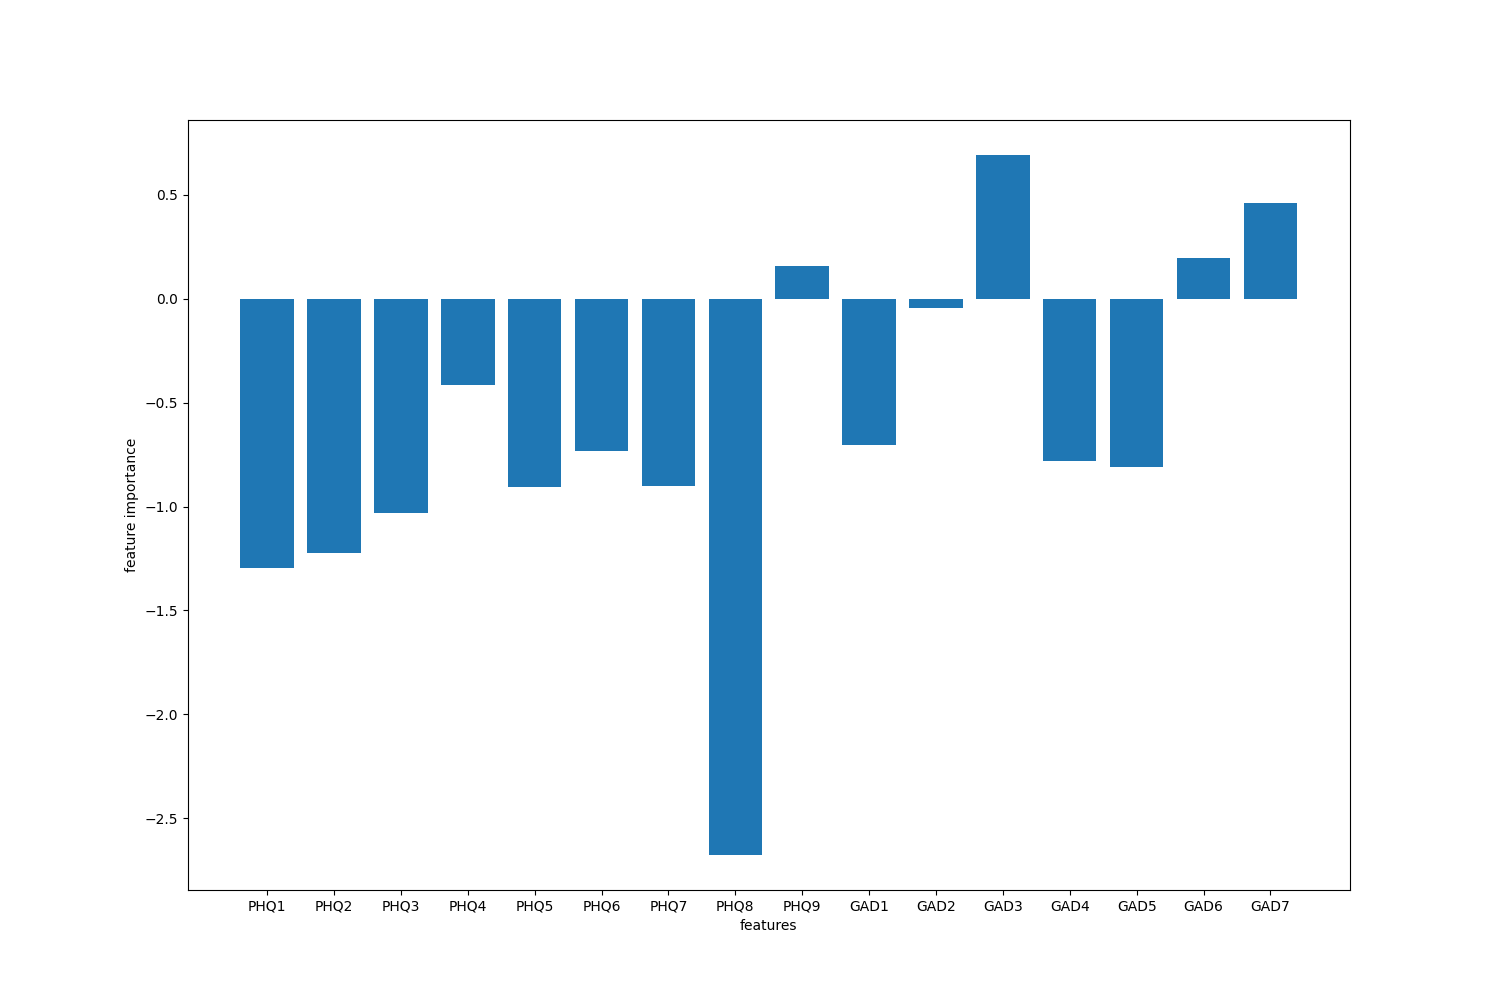 0.5
0.0
−0.5
−1.0
−1.5
−2.0
−2.5
feature importance
PHQ1 PHQ2 PHQ3 PHQ4 PHQ5 PHQ6 PHQ7 PHQ8 PHQ9 GAD1 GAD2 GAD3 GAD4 GAD5 GAD6 GAD7
features